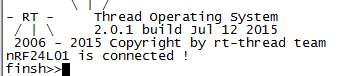 \ | /
- RT -     Thread Operating System
/ | \     2.0.1 build Jul 12 2015
2006 - 2015 Copyright by rt-thread team
nRF24L01 is connected !
finsh>>